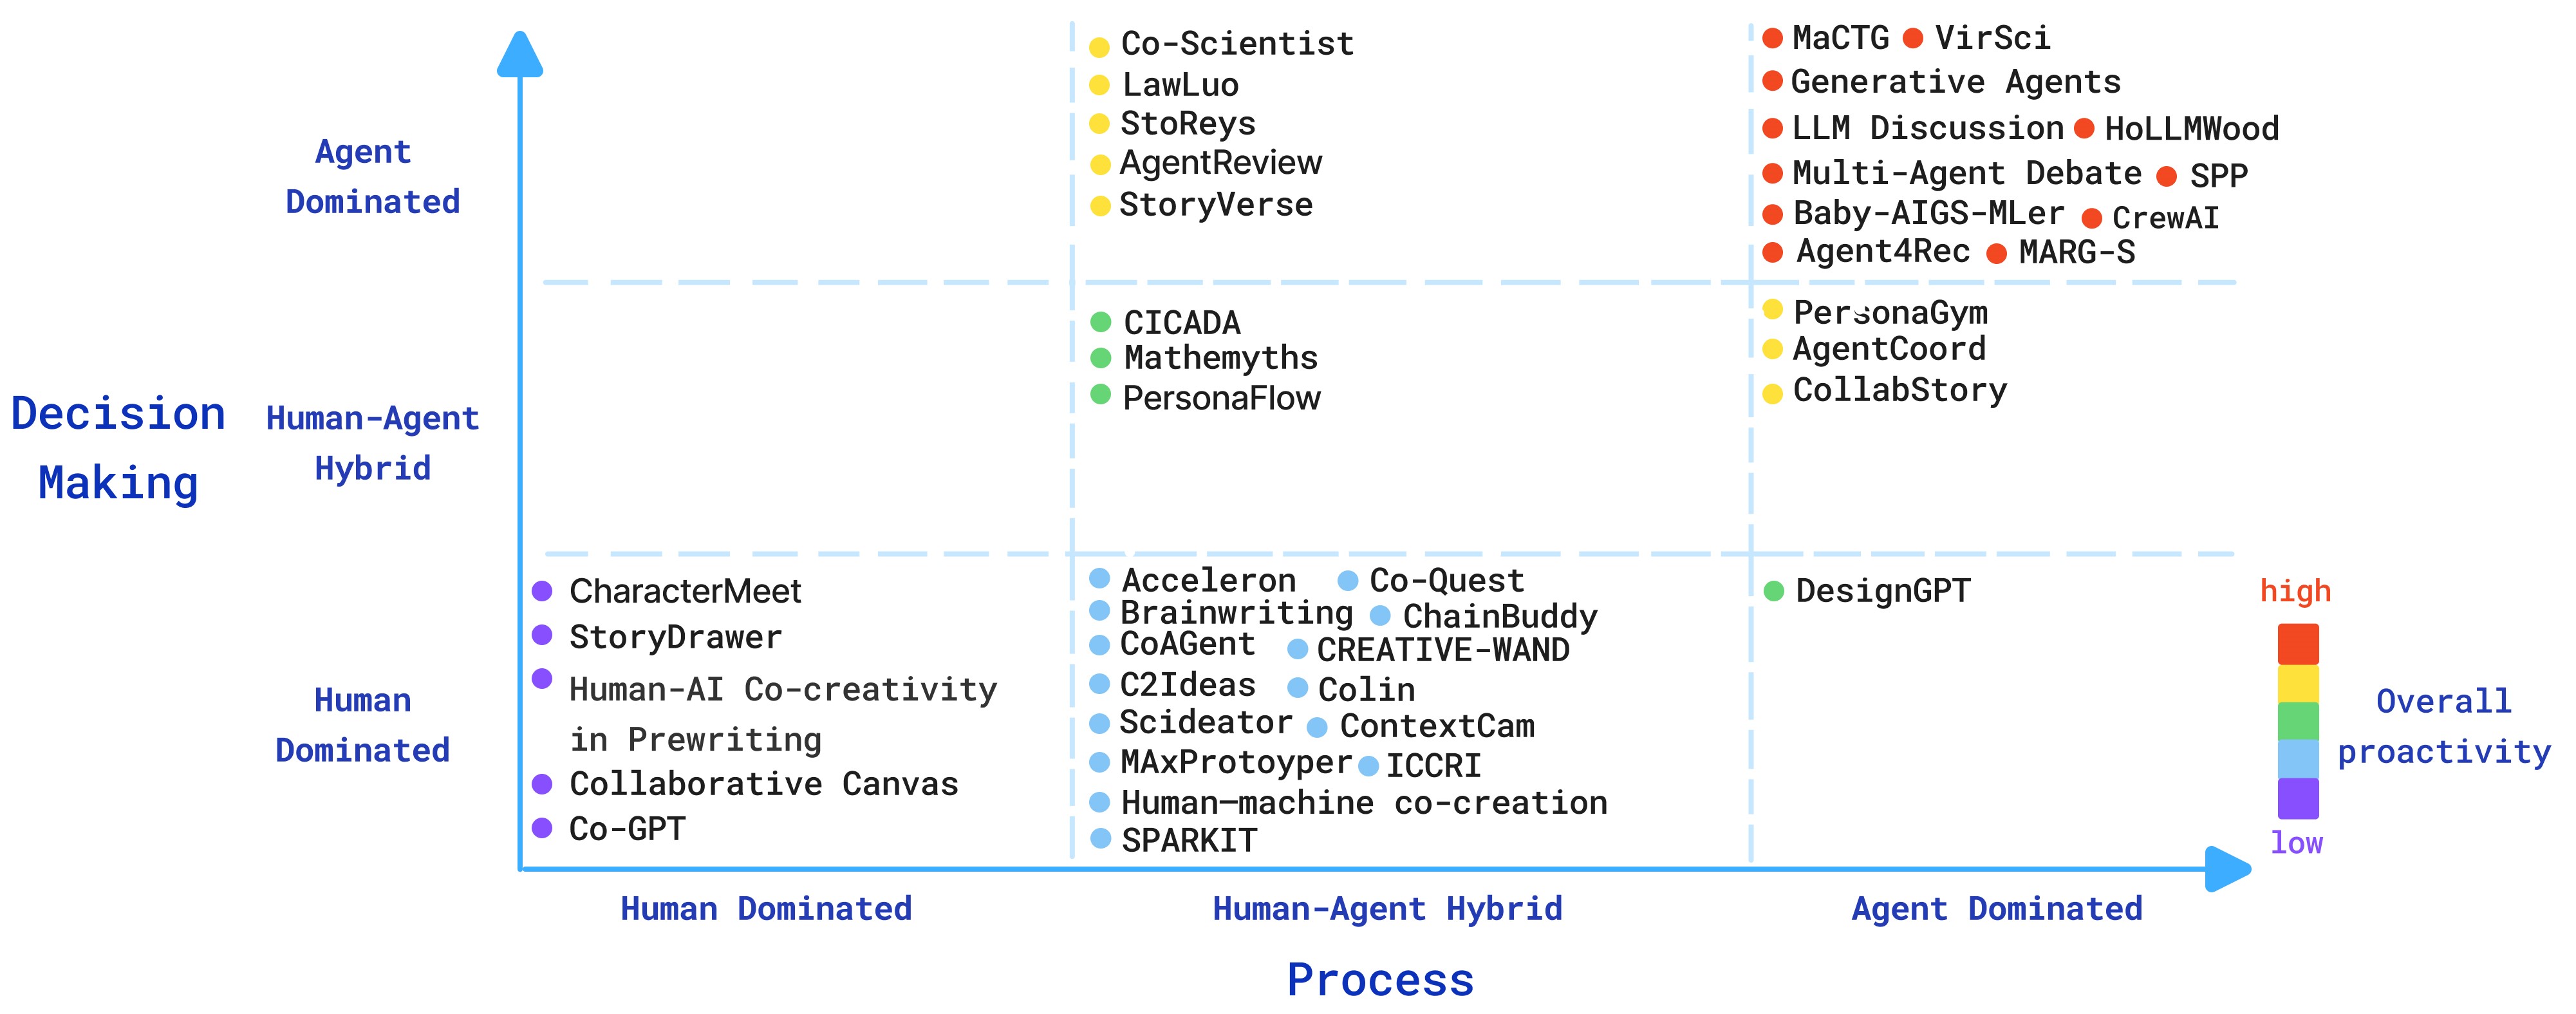 Decision
Making
Agent
Dominated
Human-Agent
Hybrid
Human
Dominated
Co-Scientist
LawLuo
StoReys
AgentReview
StoryVerse
MaCTG VirSci
Generative Agents
LLM Discussion HoLLMWood
Multi-Agent Debate SPP
Baby-AIGS-MLer CrewAI
Agent4Rec MARG-S
CICADA
Mathemyths
PersonaFlow
PersonaGym
AgentCoord
CollabStory
CharacterMeet
StoryDrawer
Human-AI Co-creativity
in Prewriting
Collaborative Canvas
Co-GPT
Acceleron Co-Quest
Brainwriting ChainBuddy
CoAGent CREATIVE-WAND
C2Ideas Colin
Scideator ContextCam
MAxProtoyper ICCRI
Human–machine co-creation
SPARKIT
DesignGPT
high
Overall
proactivity
low
Human Dominated
Human-Agent Hybrid
Agent Dominated
Process